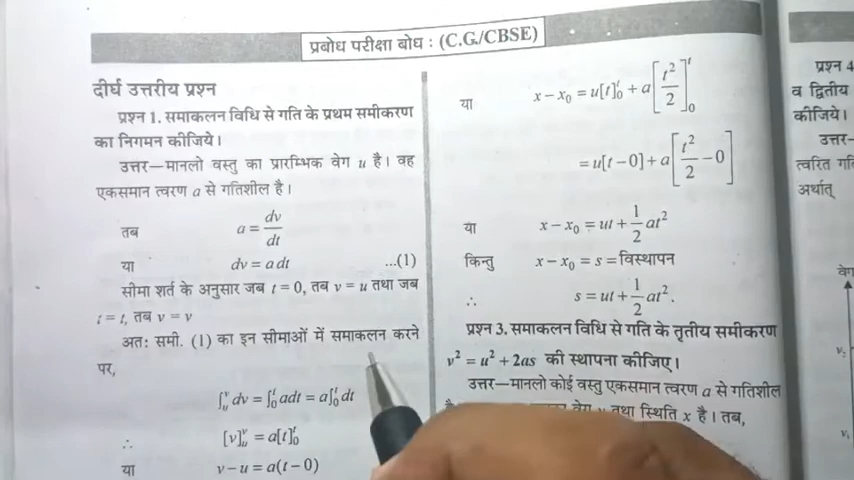 प्रबोध परीक्षा बोध : (C.G./CBSE)
दीर्घ उत्तरीय प्रश्न
प्रश्न 1. समाकलन विधि से गति के प्रथम समीकरण
का निगमन कीजिये।
उत्तर—मानलो वस्तु का प्रारम्भिक वेग u है। वह
एकसमान त्वरण a से गतिशील है।
तब a = dv/dt
या dv = a dt ...(1)
सीमा शर्त के अनुसार जब t = 0, तब v = u तथा जब
t = t, तब v = v
अतः समी. (1) का इन सीमाओं में समाकलन करने
पर,
∫ᵤᵛ dv = ∫₀ᵗ adt = a∫₀ᵗ dt
∴ [v]ᵤᵛ = a[t]₀ᵗ
या v – u = a(t – 0)
या x – x₀ = u[t]₀ᵗ + a[t²/2]₀ᵗ
= u[t – 0] + a[t²/2 – 0]
या x – x₀ = ut + 1/2 at²
किन्तु x – x₀ = s = विस्थापन
∴ s = ut + 1/2 at².
प्रश्न 3. समाकलन विधि से गति के तृतीय समीकरण
v² = u² + 2as की स्थापना कीजिए।
उत्तर—मानलो कोई वस्तु एकसमान त्वरण a से गतिशील
तथा स्थिति x है। तब,
प्रश्न 4
व द्वितीय
कीजिये।
उत्तर—
त्वरित गति
अर्थात्
वेग
v₂
v₁